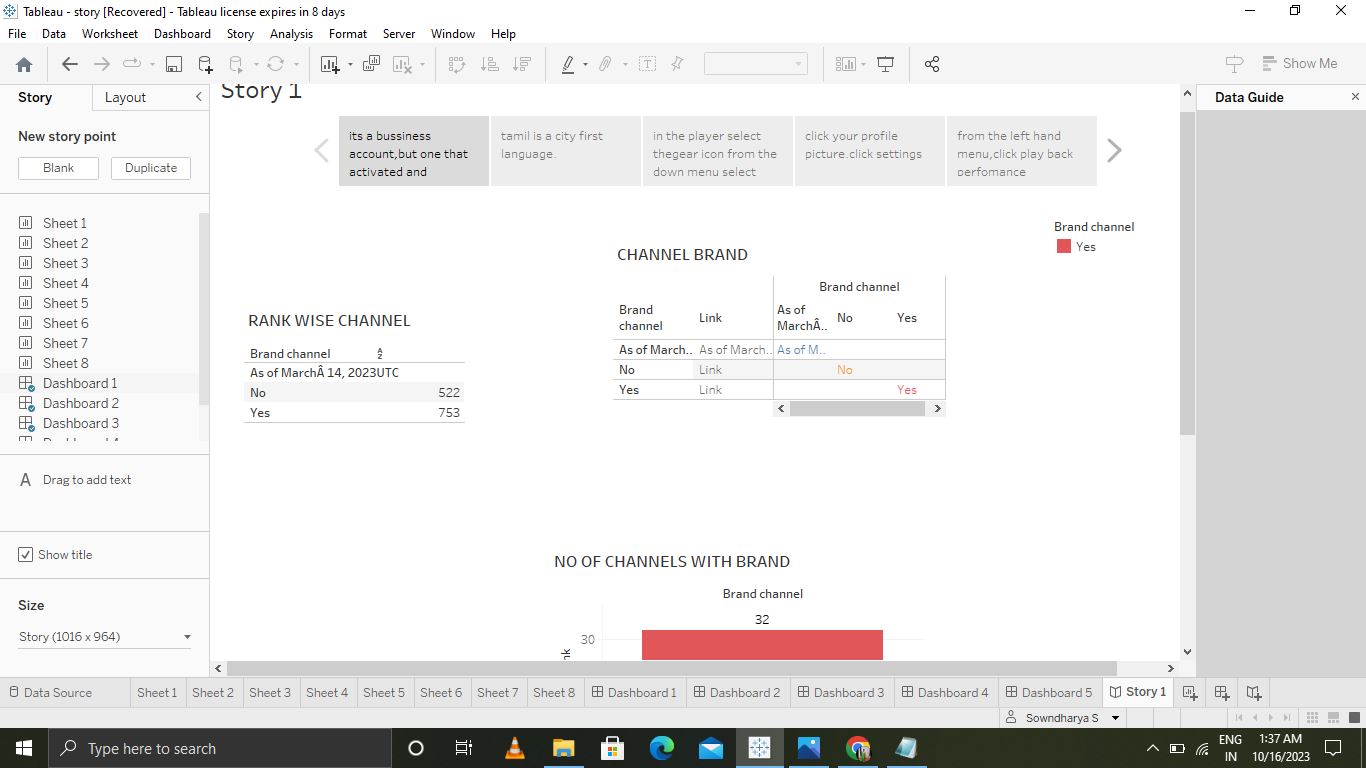 Tableau - story [Recovered] - Tableau license expires in 8 days
File Data Worksheet Dashboard Story Analysis Format Server Window Help
Show Me
Story Layout
New story point
Blank Duplicate
Sheet 1
Sheet 2
Sheet 3
Sheet 4
Sheet 5
Sheet 6
Sheet 7
Sheet 8
Dashboard 1
Dashboard 2
Dashboard 3
A Drag to add text
Show title
Size
Story (1016 x 964)
Story 1
its a bussiness
account,but one that
activated and
tamil is a city first
language.
in the player select
thegear icon from the
down menu select
click your profile
picture.click settings
from the left hand
menu,click play back
perfomance
Brand channel
Yes
RANK WISE CHANNEL
Brand channel
As of MarchÂ 14, 2023UTC
No 522
Yes 753
CHANNEL BRAND
Brand channel
Brand
channel
Link
As of
MarchÂ..
No
Yes
As of March.. As of March.. As of M..
No Link No
Yes Link Yes
NO OF CHANNELS WITH BRAND
Brand channel
32
30
nk
Data Guide
Data Source Sheet 1 Sheet 2 Sheet 3 Sheet 4 Sheet 5 Sheet 6 Sheet 7 Sheet 8 Dashboard 1 Dashboard 2 Dashboard 3 Dashboard 4 Dashboard 5 Story 1
Sowndharya S
Type here to search
ENG
IN
1:37 AM
10/16/2023